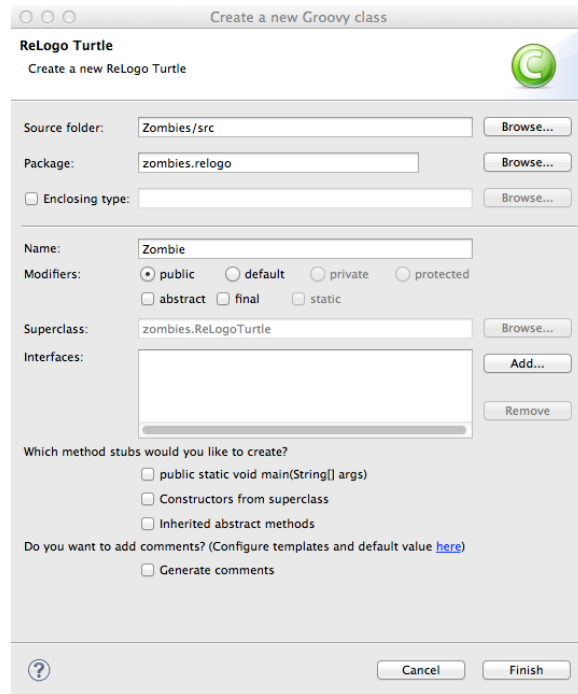 Create a new Groovy class
ReLogo Turtle
Create a new ReLogo Turtle
C
Source folder: Zombies/src Browse...
Package: zombies.relogo Browse...
Enclosing type: Browse...
Name: Zombie
Modifiers: public default private protected
abstract final static
Superclass: zombies.ReLogoTurtle Browse...
Interfaces: Add...
Remove
Which method stubs would you like to create?
public static void main(String[] args)
Constructors from superclass
Inherited abstract methods
Do you want to add comments? (Configure templates and default value here)
Generate comments
? Cancel Finish